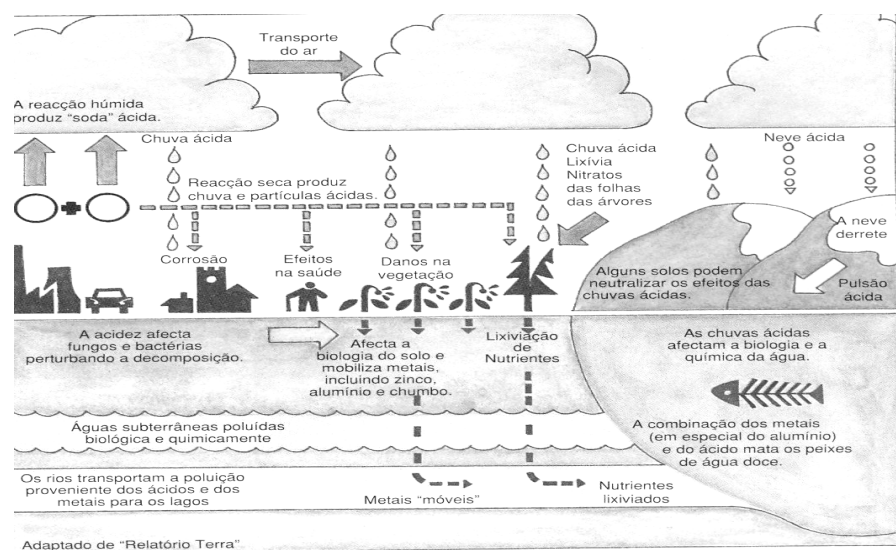 Transporte
do ar
A reacção húmida
produz "soda" ácida.
Chuva ácida
Neve ácida
Chuva ácida
Lixívia
Nitratos
das folhas
das árvores
Reacção seca produz
chuva e partículas ácidas.
A neve
derrete
Corrosão
Efeitos
na saúde
Danos na
vegetação
Alguns solos podem
neutralizar os efeitos das
chuvas ácidas.
Pulsão
ácida
A acidez afecta
fungos e bactérias
perturbando a decomposição.
Afecta a
biologia do solo e
mobiliza metais,
incluindo zinco,
alumínio e chumbo.
Lixiviação
de
Nutrientes
As chuvas ácidas
afectam a biologia e a
química da água.
Águas subterrâneas poluídas
biológica e quimicamente
A combinação dos metais
(em especial do alumínio)
e do ácido mata os peixes
de água doce.
Os rios transportam a poluição
proveniente dos ácidos e dos
metais para os lagos
Metais "móveis"
Nutrientes
lixiviados
Adaptado de "Relatório Terra"